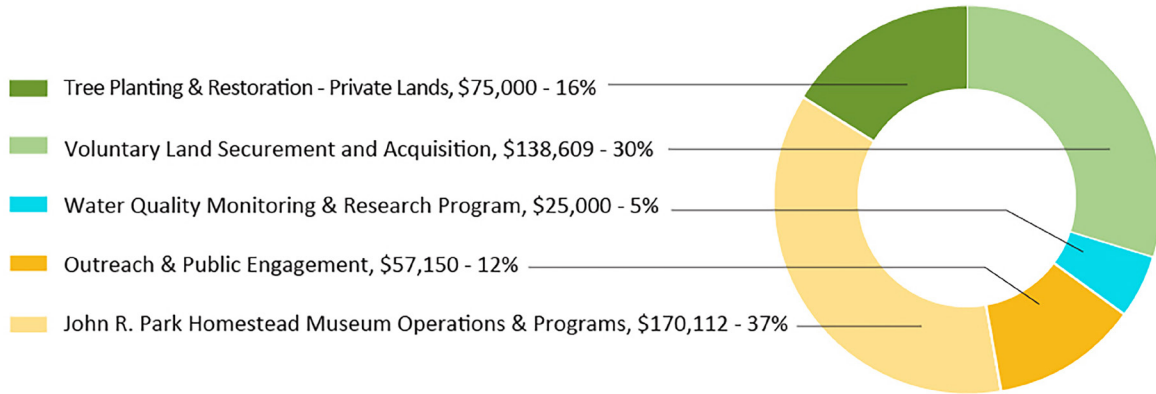 Tree Planting & Restoration - Private Lands, $75,000 - 16%
Voluntary Land Securement and Acquisition, $138,609 - 30%
Water Quality Monitoring & Research Program, $25,000 - 5%
Outreach & Public Engagement, $57,150 - 12%
John R. Park Homestead Museum Operations & Programs, $170,112 - 37%